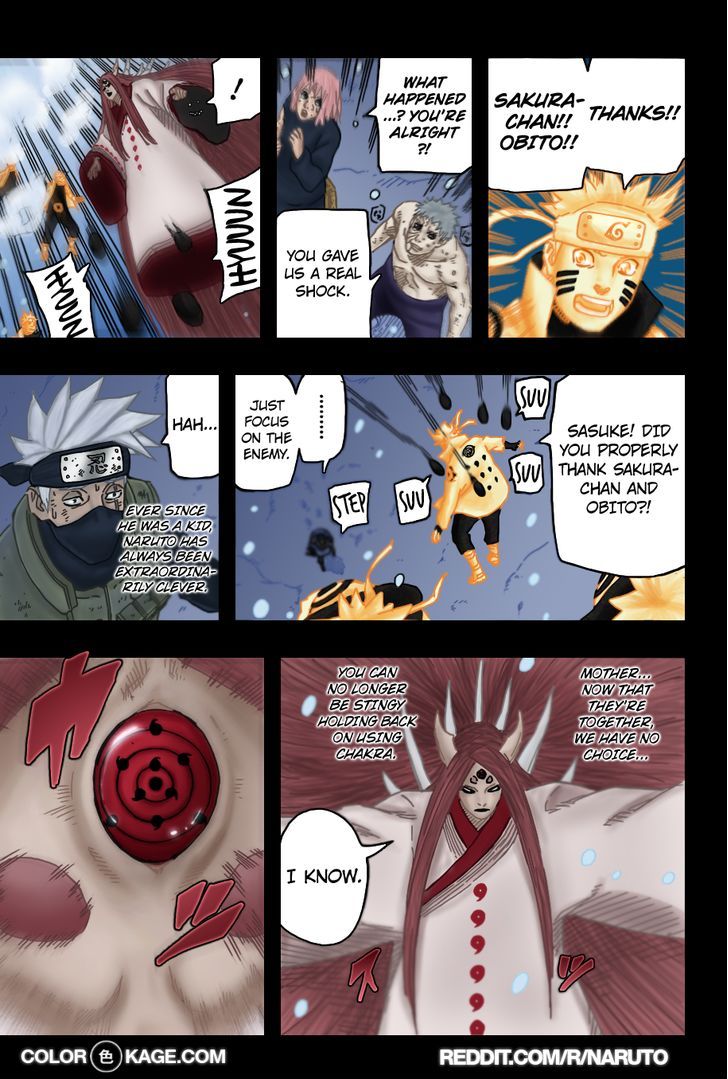 THANKS!!
SAKURA-
CHAN!!
OBITO!!
WHAT
HAPPENED
...? YOU'RE
ALRIGHT
?!
YOU GAVE
US A REAL
SHOCK.
!
HYUUUN
HYUUN
SASUKE! DID
YOU PROPERLY
THANK SAKURA-
CHAN AND
OBITO?!
SUU
SUU
SUU
STEP
.........
JUST
FOCUS
ON THE
ENEMY.
HAH...
忍
EVER SINCE
HE WAS A KID,
NARUTO HAS
ALWAYS BEEN
EXTRAORDINA-
RILY CLEVER.
MOTHER...
NOW THAT
THEY'RE
TOGETHER,
WE HAVE NO
CHOICE...
YOU CAN
NO LONGER
BE STINGY
HOLDING BACK
ON USING
CHAKRA.
I KNOW.
COLOR 色 KAGE.COM
REDDIT.COM/R/NARUTO